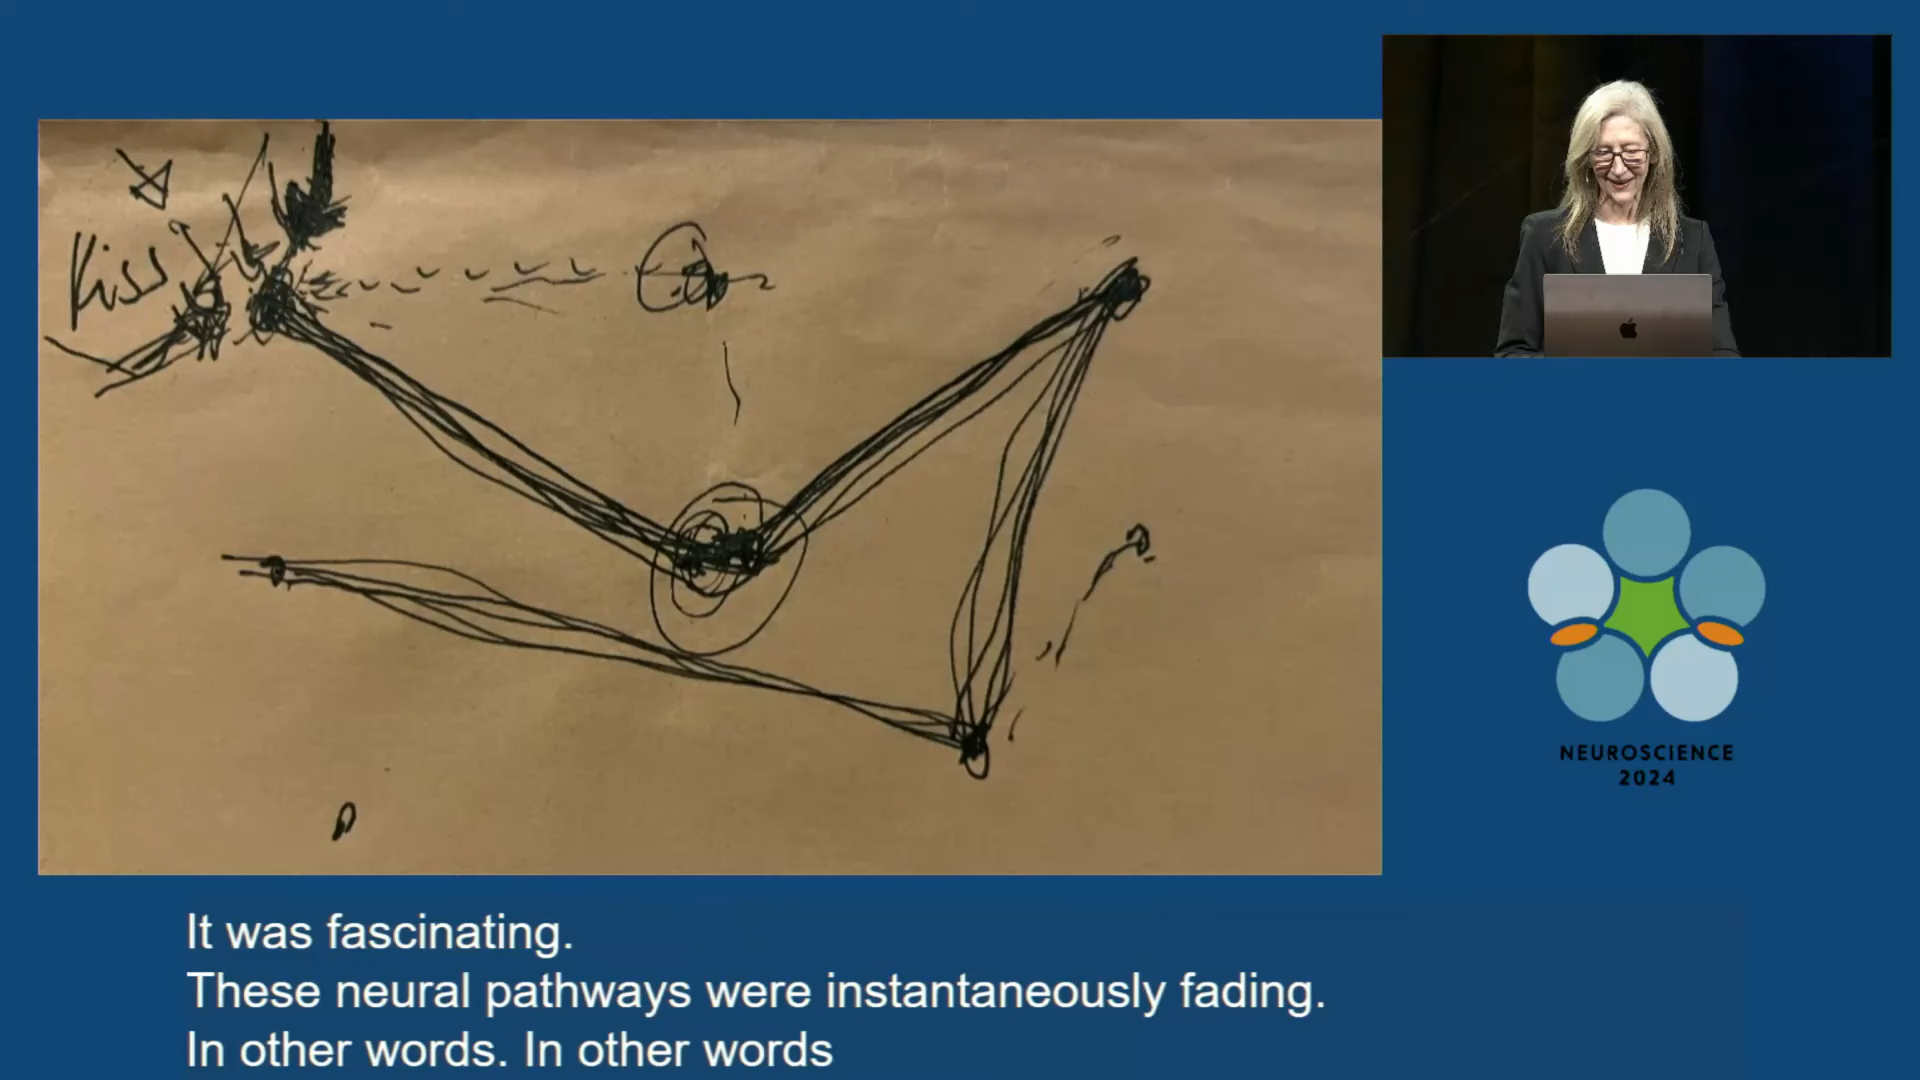 Kiss
NEUROSCIENCE
2024
It was fascinating.
These neural pathways were instantaneously fading.
In other words. In other words